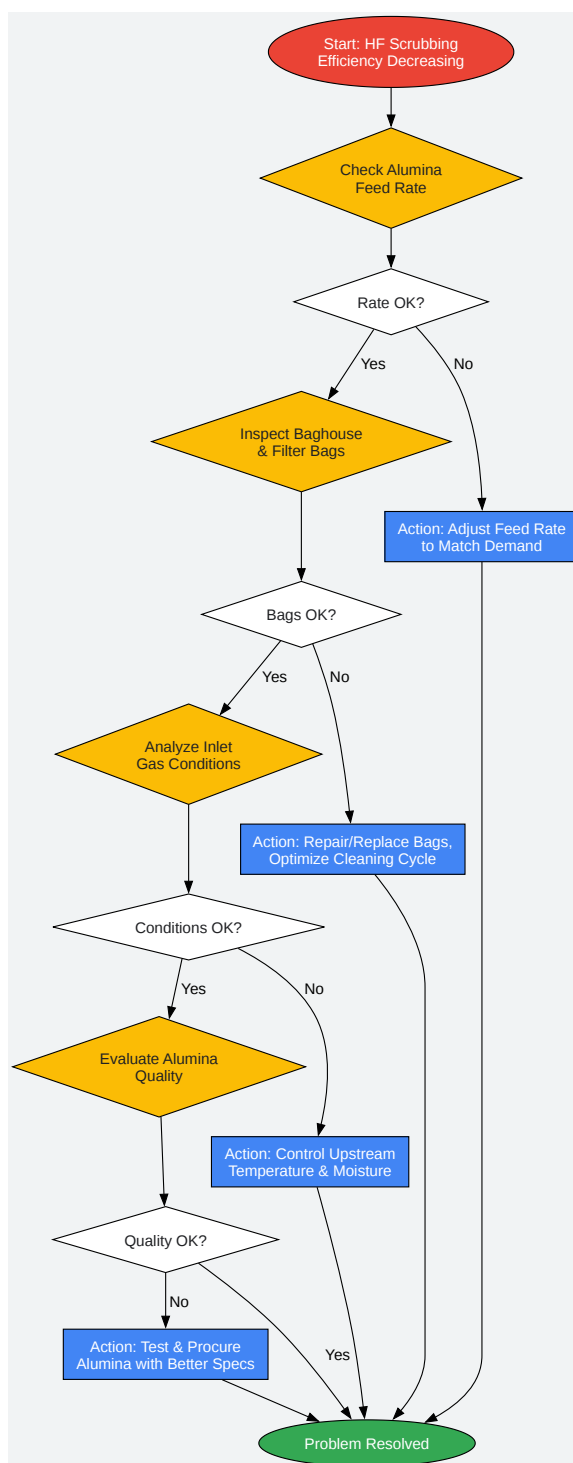 Start: HF Scrubbing
Efficiency Decreasing
Check Alumina
Feed Rate
Rate OK?
Yes
No
Inspect Baghouse
& Filter Bags
Action: Adjust Feed Rate
to Match Demand
Bags OK?
Yes
No
Analyze Inlet
Gas Conditions
Action: Repair/Replace Bags,
Optimize Cleaning Cycle
Conditions OK?
Yes
No
Evaluate Alumina
Quality
Action: Control Upstream
Temperature & Moisture
Quality OK?
No
Yes
Action: Test & Procure
Alumina with Better Specs
Problem Resolved